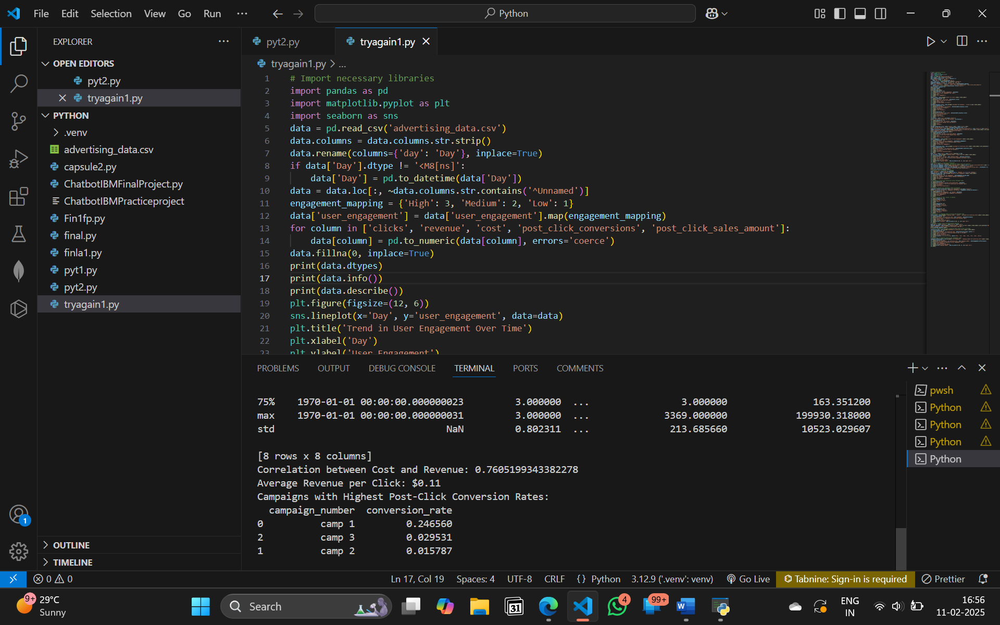 File Edit Selection View Go Run ... Python
EXPLORER ...
OPEN EDITORS
pyt2.py
tryagain1.py
PYTHON
.venv
advertising_data.csv
capsule2.py
ChatbotIBMFinalProject.py
ChatbotIBMPracticeproject
Fin1fp.py
final.py
finla1.py
pyt1.py
pyt2.py
tryagain1.py
OUTLINE
TIMELINE
1
pyt2.py tryagain1.py
tryagain1.py > ...
1 # Import necessary libraries
2 import pandas as pd
3 import matplotlib.pyplot as plt
4 import seaborn as sns
5 data = pd.read_csv('advertising_data.csv')
6 data.columns = data.columns.str.strip()
7 data.rename(columns={'day': 'Day'}, inplace=True)
8 if data['Day'].dtype != '<M8[ns]':
9 data['Day'] = pd.to_datetime(data['Day'])
10 data = data.loc[:, ~data.columns.str.contains('^Unnamed')]
11 engagement_mapping = {'High': 3, 'Medium': 2, 'Low': 1}
12 data['user_engagement'] = data['user_engagement'].map(engagement_mapping)
13 for column in ['clicks', 'revenue', 'cost', 'post_click_conversions', 'post_click_sales_amount']:
14 data[column] = pd.to_numeric(data[column], errors='coerce')
15 data.fillna(0, inplace=True)
16 print(data.dtypes)
17 print(data.info())
18 print(data.describe())
19 plt.figure(figsize=(12, 6))
20 sns.lineplot(x='Day', y='user_engagement', data=data)
21 plt.title('Trend in User Engagement Over Time')
22 plt.xlabel('Day')
23 plt.ylabel('User Engagement')
PROBLEMS OUTPUT DEBUG CONSOLE TERMINAL PORTS COMMENTS
75% 1970-01-01 00:00:00.000000023 3.000000 ... 3.000000 163.351200
max 1970-01-01 00:00:00.000000031 3.000000 ... 3369.000000 199930.318000
std NaN 0.802311 ... 213.685660 10523.029607
[8 rows x 8 columns]
Correlation between Cost and Revenue: 0.7605199343382278
Average Revenue per Click: $0.11
Campaigns with Highest Post-Click Conversion Rates:
campaign_number conversion_rate
0 camp 1 0.246560
2 camp 3 0.029531
1 camp 2 0.015787
pwsh
Python
Python
Python
Python
0 0 Ln 17, Col 19 Spaces: 4 UTF-8 CRLF {} Python 3.12.9 ('.venv': venv) Go Live Tabnine: Sign-in is required Prettier
9+ 29°C
Sunny
Search
31
4
99+
W
ENG
IN
16:56
11-02-2025